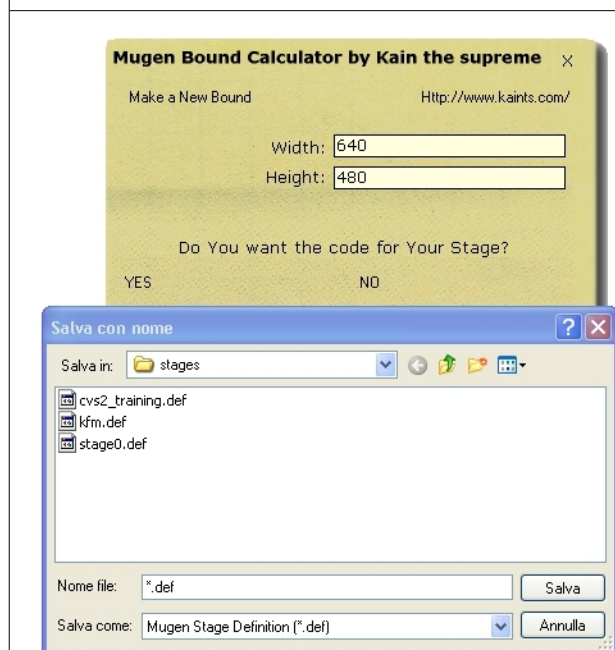 Mugen Bound Calculator by Kain the supreme X
Make a New Bound Http://www.kaints.com/
Width: 640
Height: 480
Do You want the code for Your Stage?
YES NO
Salva con nome
Salva in: stages
cvs2_training.def
kfm.def
stage0.def
Nome file: *.def Salva
Salva come: Mugen Stage Definition (*.def) Annulla